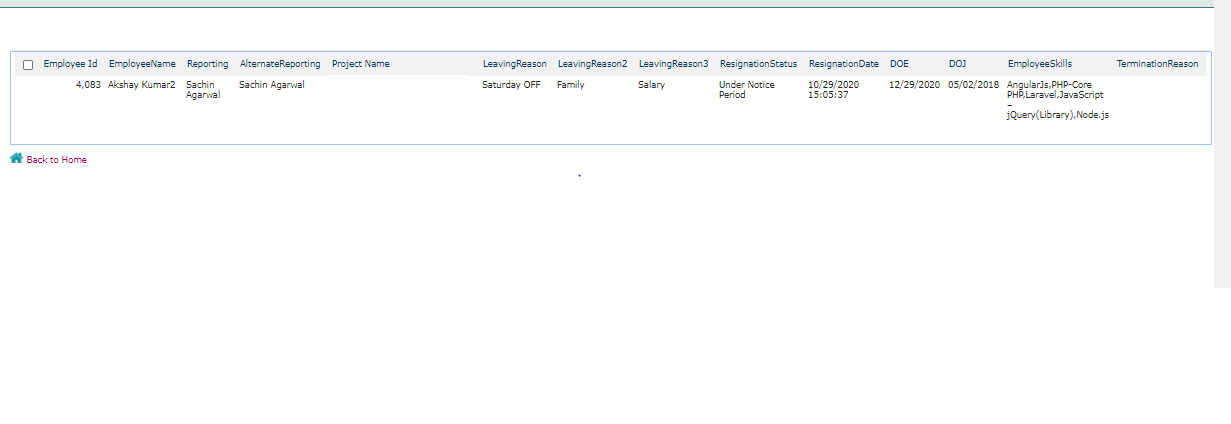 Employee Id EmployeeName Reporting AlternateReporting Project Name LeavingReason LeavingReason2 LeavingReason3 ResignationStatus ResignationDate DOE DOJ EmployeeSkills TerminationReason
4,083 Akshay Kumar2 Sachin Sachin Agarwal Saturday OFF Family Salary Under Notice 10/29/2020 12/29/2020 05/02/2018 AngularJs,PHP-Core
Agarwal Period 15:05:37 PHP,Laravel,JavaScript
–
jQuery(Library),Node.js
Back to Home
.